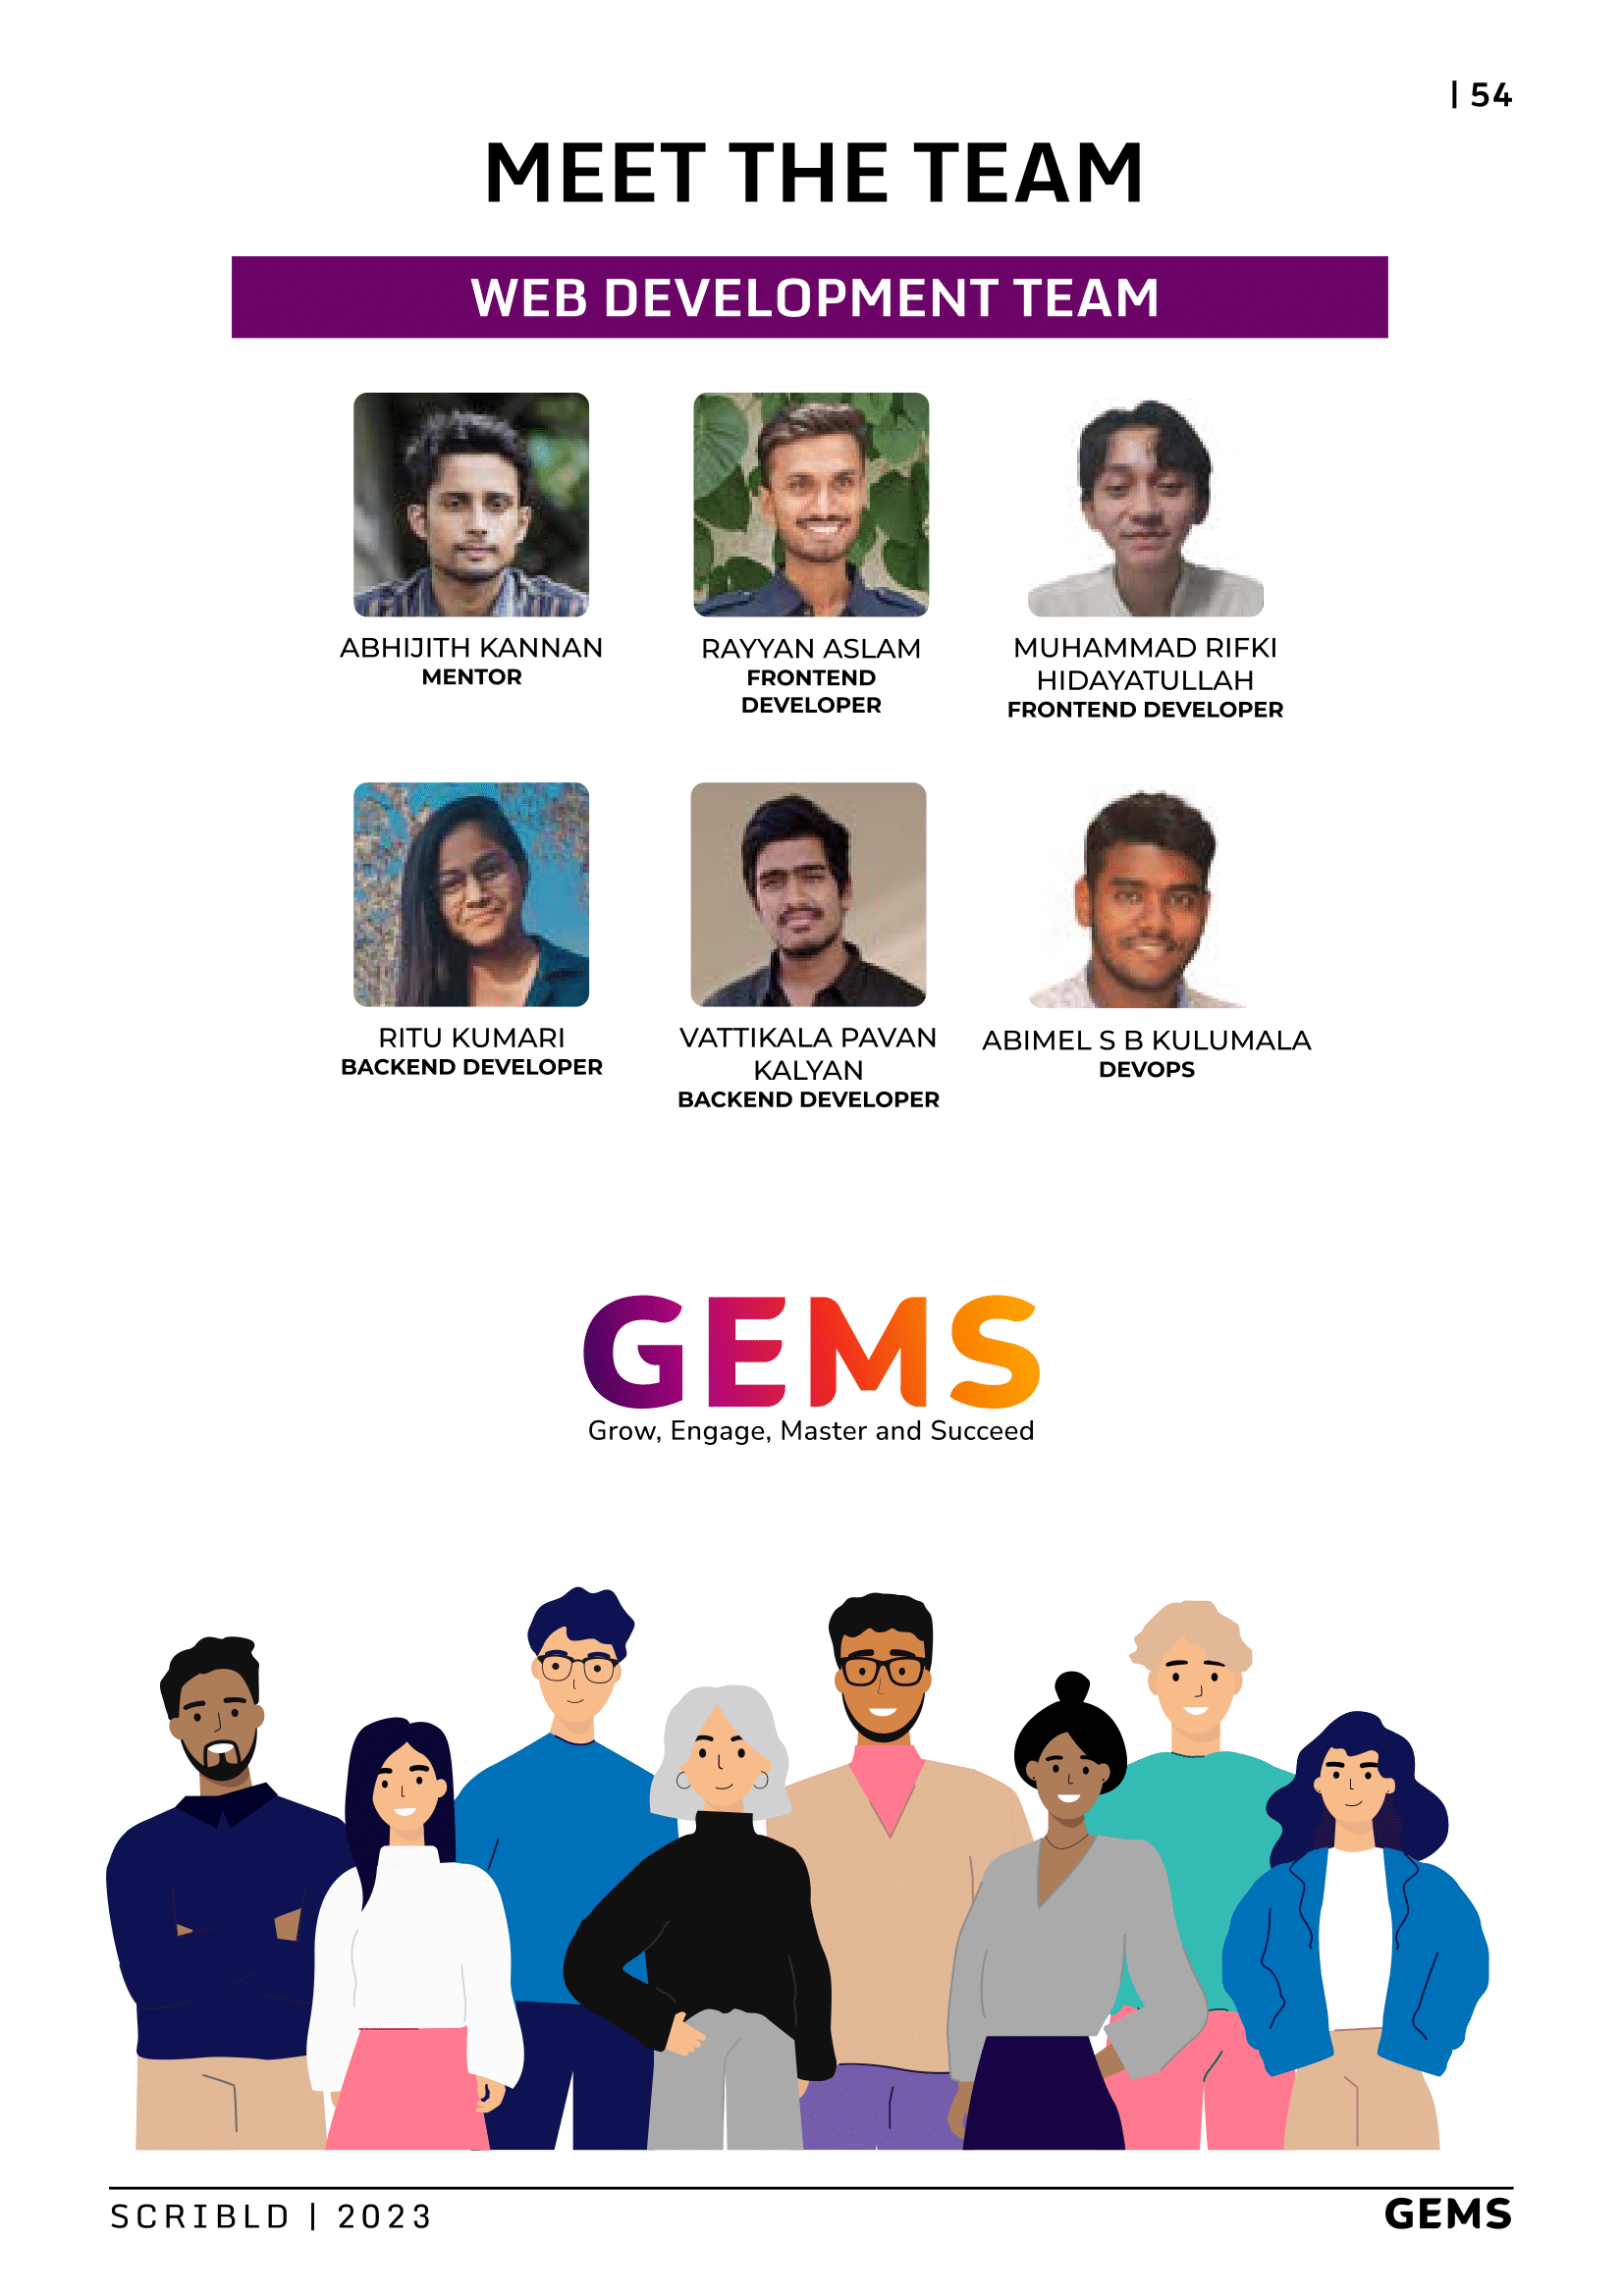 | 54
MEET THE TEAM
WEB DEVELOPMENT TEAM
ABHIJITH KANNAN
MENTOR
RAYYAN ASLAM
FRONTEND
DEVELOPER
MUHAMMAD RIFKI
HIDAYATULLAH
FRONTEND DEVELOPER
RITU KUMARI
BACKEND DEVELOPER
VATTIKALA PAVAN
KALYAN
BACKEND DEVELOPER
ABIMEL S B KULUMALA
DEVOPS
GEMS
Grow, Engage, Master and Succeed
SCRIBLD | 2023
GEMS